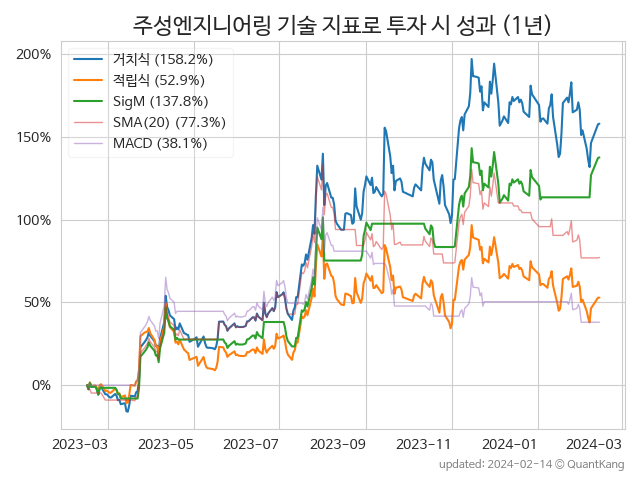 주성엔지니어링 기술 지표로 투자 시 성과 (1년)
200%
150%
100%
50%
0%
거치식 (158.2%)
적립식 (52.9%)
SigM (137.8%)
SMA(20) (77.3%)
MACD (38.1%)
2023-03 2023-05 2023-07 2023-09 2023-11 2024-01 2024-03
updated: 2024-02-14 © QuantKang